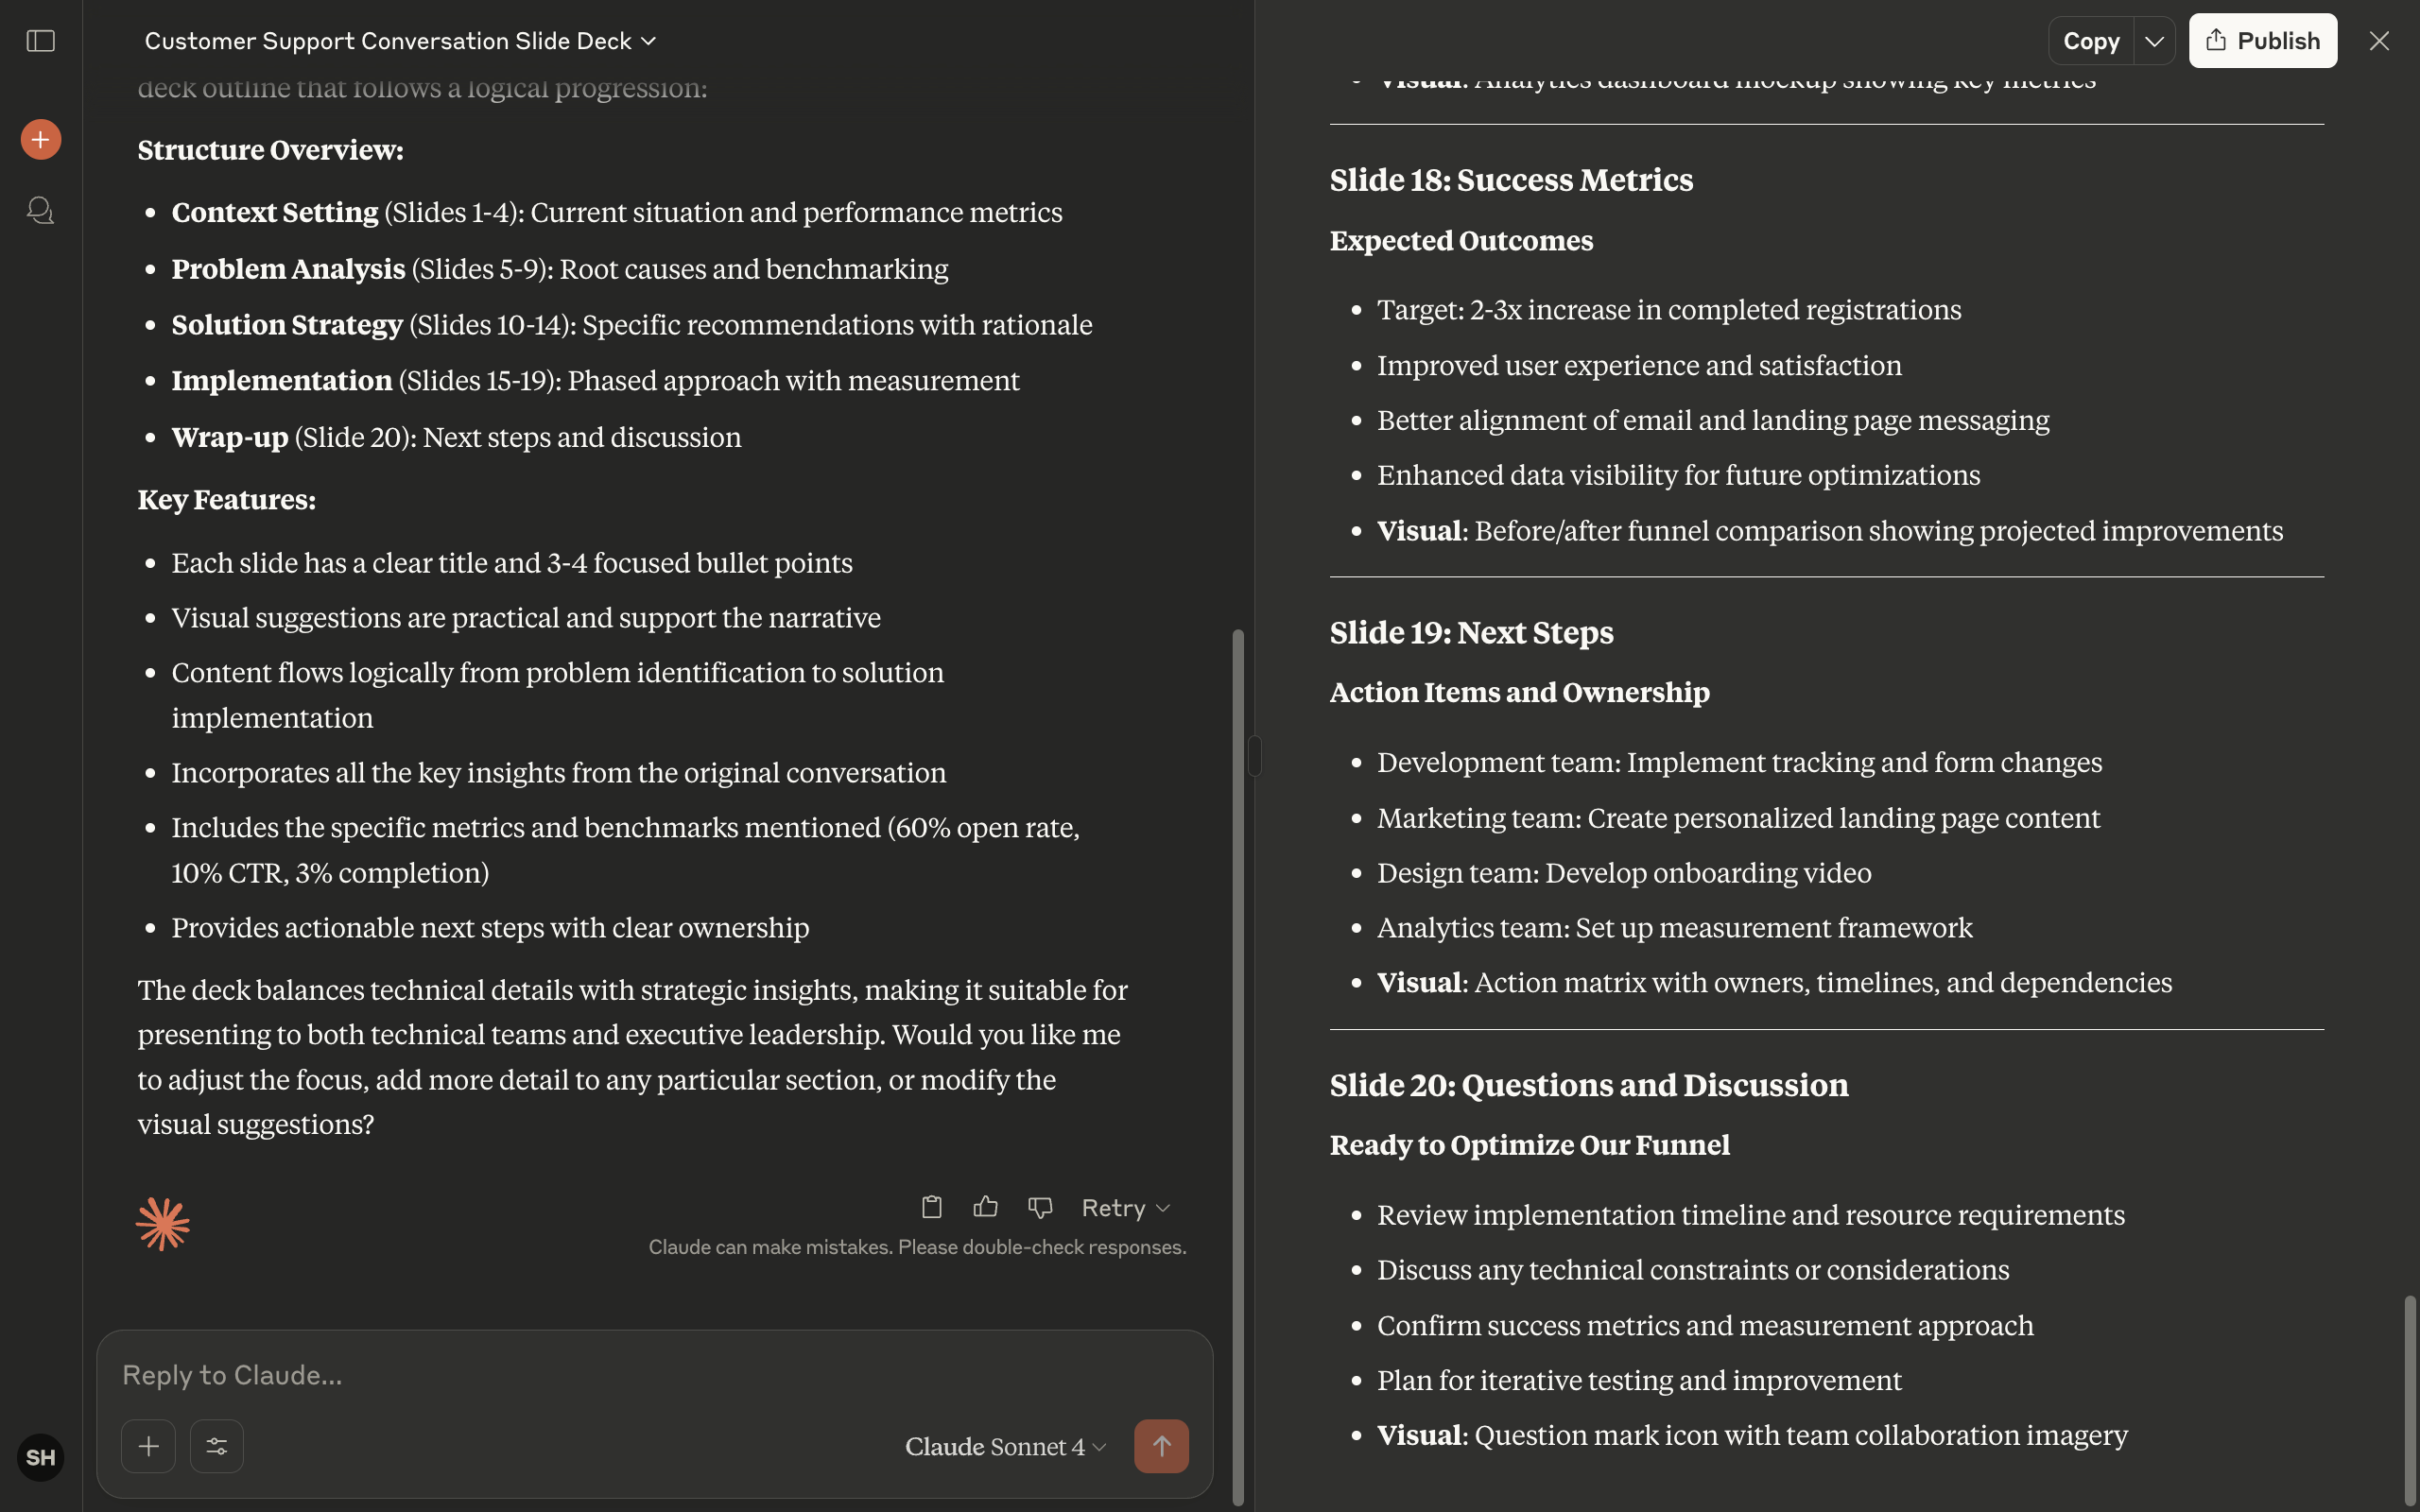 Customer Support Conversation Slide Deck
deck outline that follows a logical progression:
Structure Overview:
• Context Setting (Slides 1-4): Current situation and performance metrics
• Problem Analysis (Slides 5-9): Root causes and benchmarking
• Solution Strategy (Slides 10-14): Specific recommendations with rationale
• Implementation (Slides 15-19): Phased approach with measurement
• Wrap-up (Slide 20): Next steps and discussion
Key Features:
• Each slide has a clear title and 3-4 focused bullet points
• Visual suggestions are practical and support the narrative
• Content flows logically from problem identification to solution
implementation
• Incorporates all the key insights from the original conversation
• Includes the specific metrics and benchmarks mentioned (60% open rate,
10% CTR, 3% completion)
• Provides actionable next steps with clear ownership
The deck balances technical details with strategic insights, making it suitable for
presenting to both technical teams and executive leadership. Would you like me
to adjust the focus, add more detail to any particular section, or modify the
visual suggestions?
Retry
Claude can make mistakes. Please double-check responses.
Reply to Claude...
Claude Sonnet 4
SH
Copy
Publish
• Visual: Analytics dashboard mockup showing key metrics
Slide 18: Success Metrics
Expected Outcomes
• Target: 2-3x increase in completed registrations
• Improved user experience and satisfaction
• Better alignment of email and landing page messaging
• Enhanced data visibility for future optimizations
• Visual: Before/after funnel comparison showing projected improvements
Slide 19: Next Steps
Action Items and Ownership
• Development team: Implement tracking and form changes
• Marketing team: Create personalized landing page content
• Design team: Develop onboarding video
• Analytics team: Set up measurement framework
• Visual: Action matrix with owners, timelines, and dependencies
Slide 20: Questions and Discussion
Ready to Optimize Our Funnel
• Review implementation timeline and resource requirements
• Discuss any technical constraints or considerations
• Confirm success metrics and measurement approach
• Plan for iterative testing and improvement
• Visual: Question mark icon with team collaboration imagery